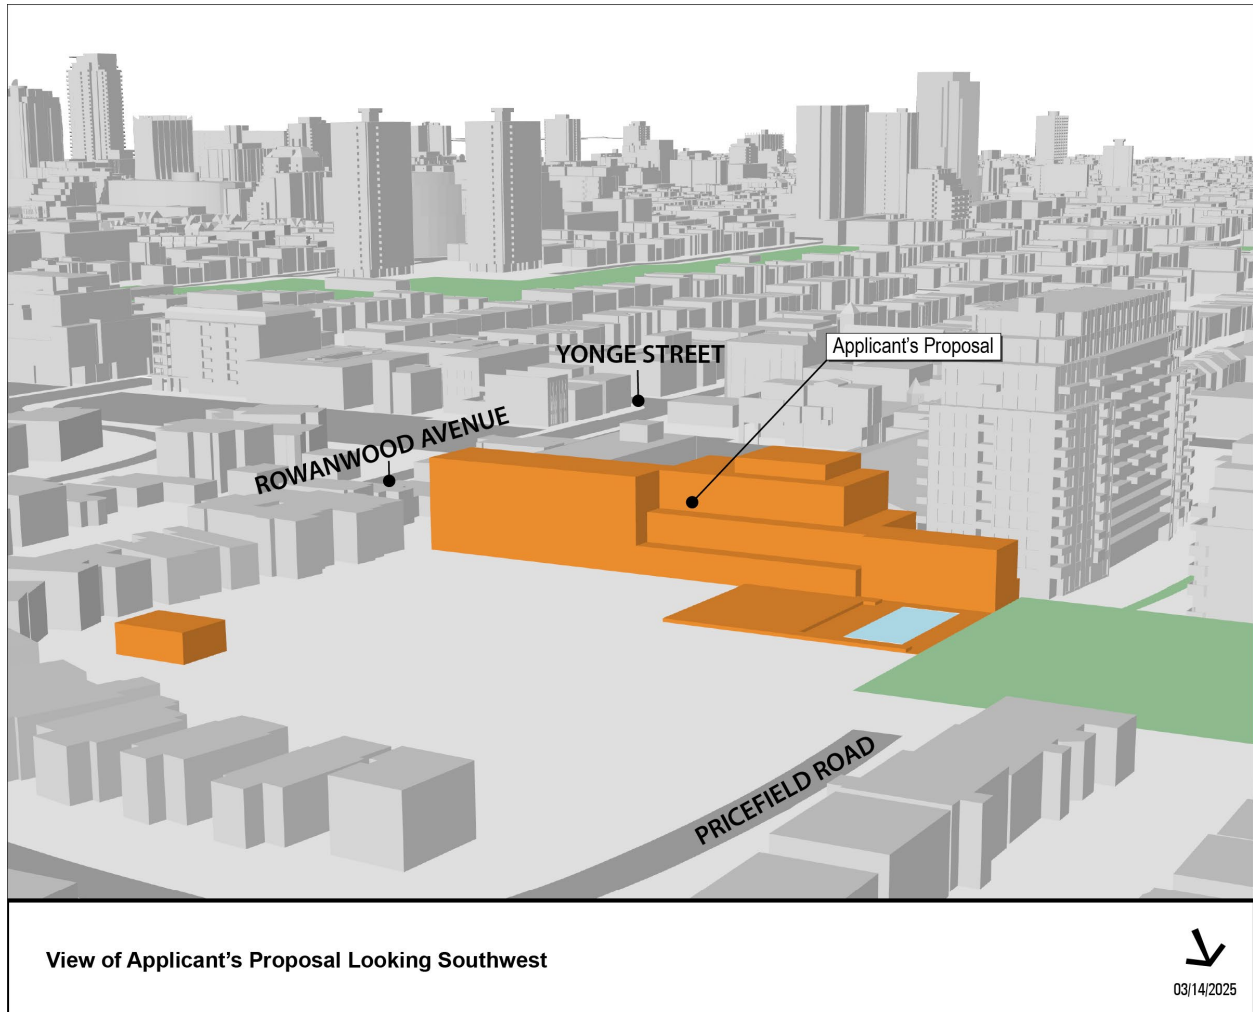 YONGE STREET
Applicant's Proposal
ROWANWOOD AVENUE
PRICEFIELD ROAD
View of Applicant's Proposal Looking Southwest
03/14/2025